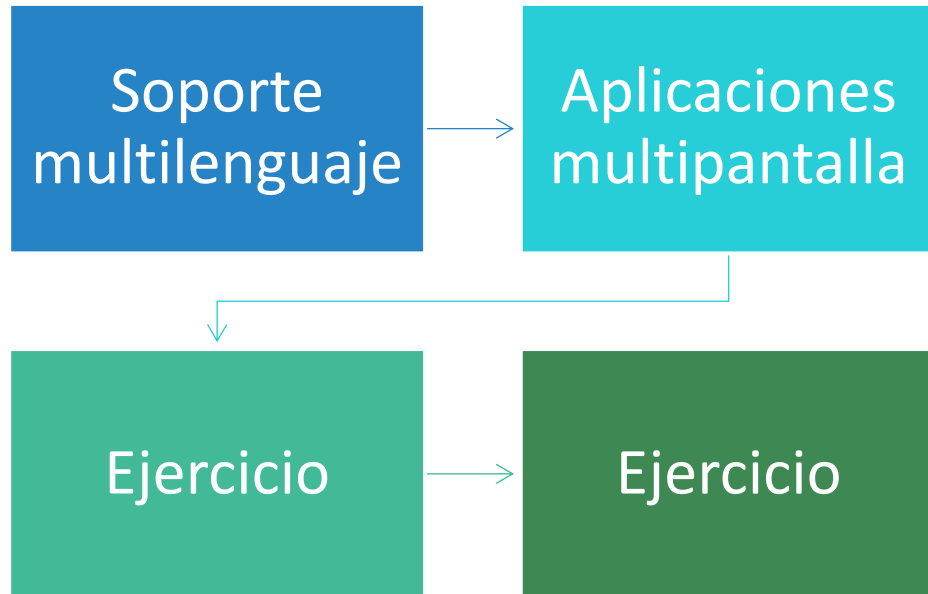 Soporte
multilenguaje
Aplicaciones
multipantalla
Ejercicio
Ejercicio